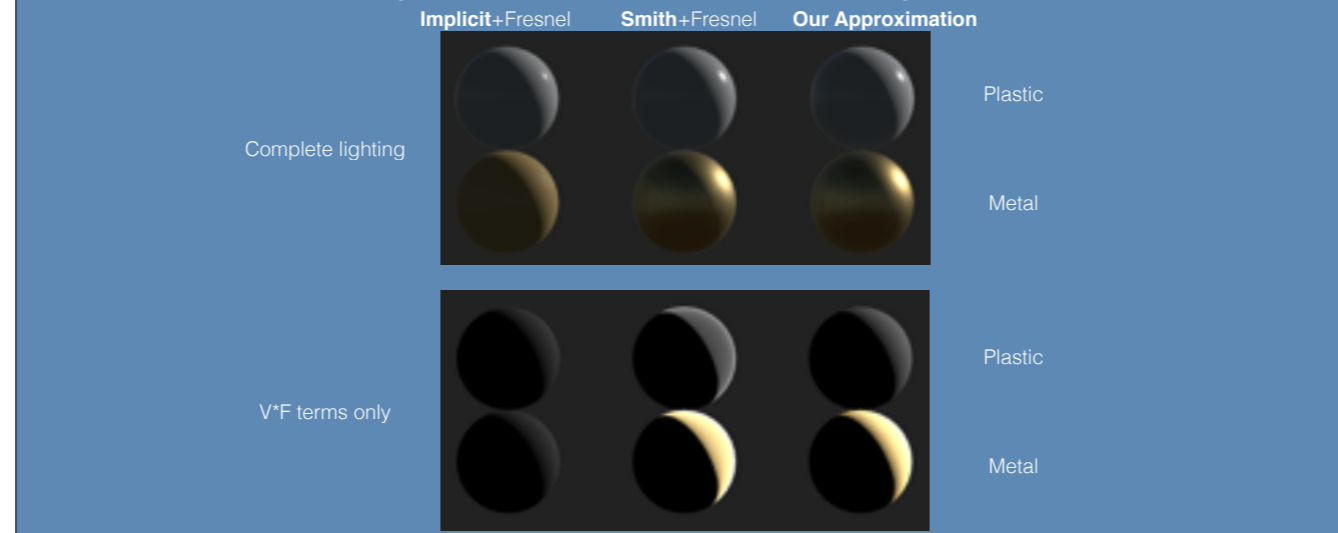 Implicit+Fresnel Smith+Fresnel Our Approximation
Plastic
Complete lighting
Metal
Plastic
V*F terms only
Metal